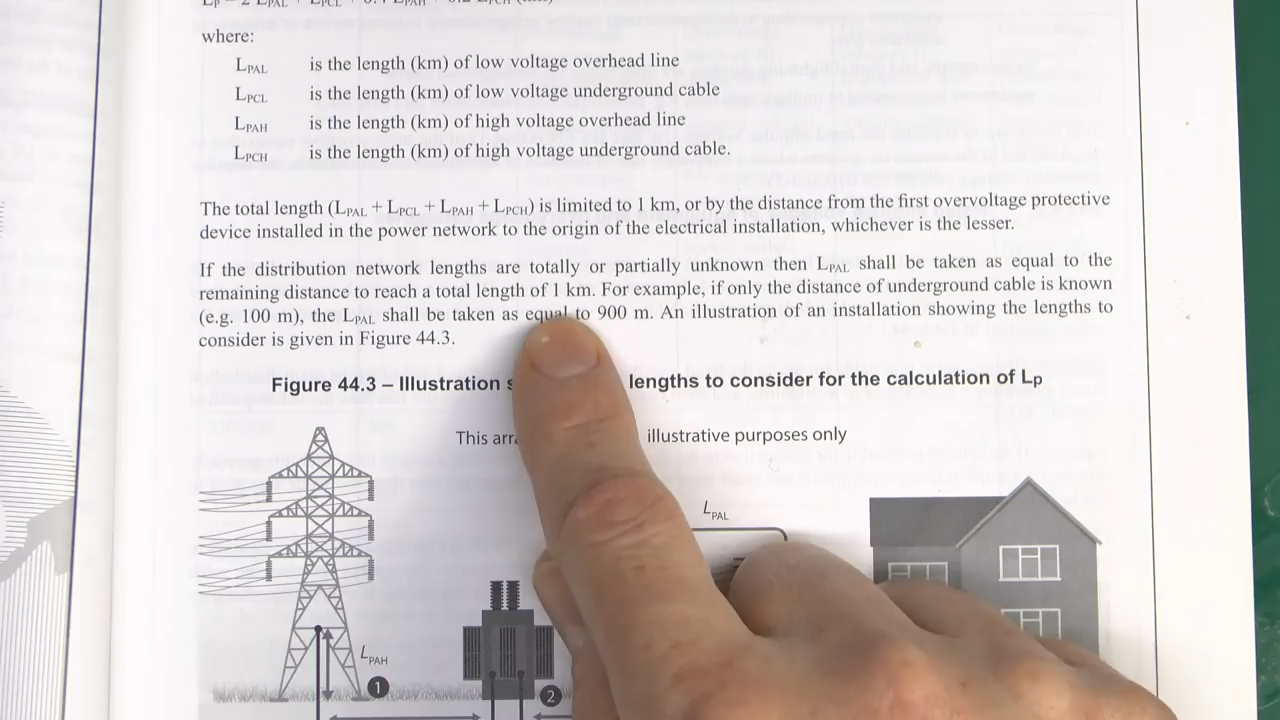 where:
LPAL is the length (km) of low voltage overhead line
LPCL is the length (km) of low voltage underground cable
LPAH is the length (km) of high voltage overhead line
LPCH is the length (km) of high voltage underground cable.
The total length (LPAL + LPCL + LPAH + LPCH) is limited to 1 km, or by the distance from the first overvoltage protective
device installed in the power network to the origin of the electrical installation, whichever is the lesser.
If the distribution network lengths are totally or partially unknown then LPAL shall be taken as equal to the
remaining distance to reach a total length of 1 km. For example, if only the distance of underground cable is known
(e.g. 100 m), the LPAL shall be taken as equal to 900 m. An illustration of an installation showing the lengths to
consider is given in Figure 44.3.
Figure 44.3 – Illustration lengths to consider for the calculation of Lp
This illustrative purposes only
LPAL
LPAH
1
2